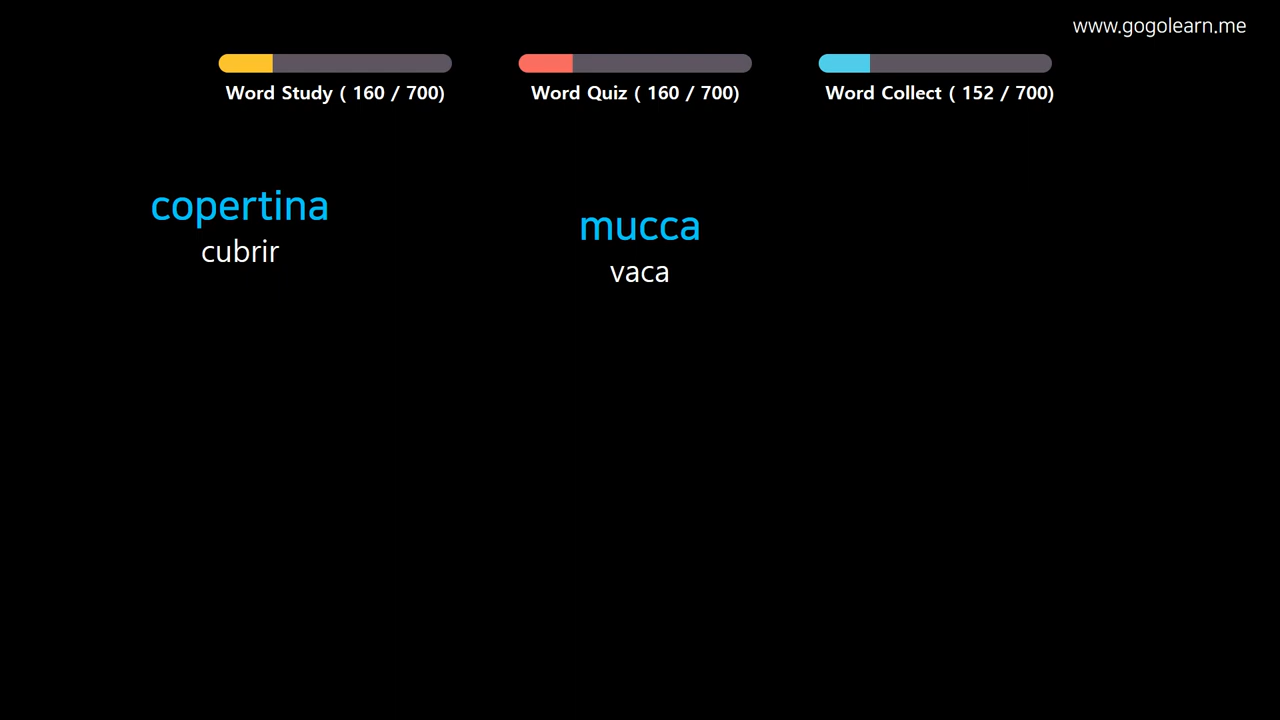 www.gogolearn.me
Word Study ( 160 / 700)
Word Quiz ( 160 / 700)
Word Collect ( 152 / 700)
copertina
cubrir
mucca
vaca